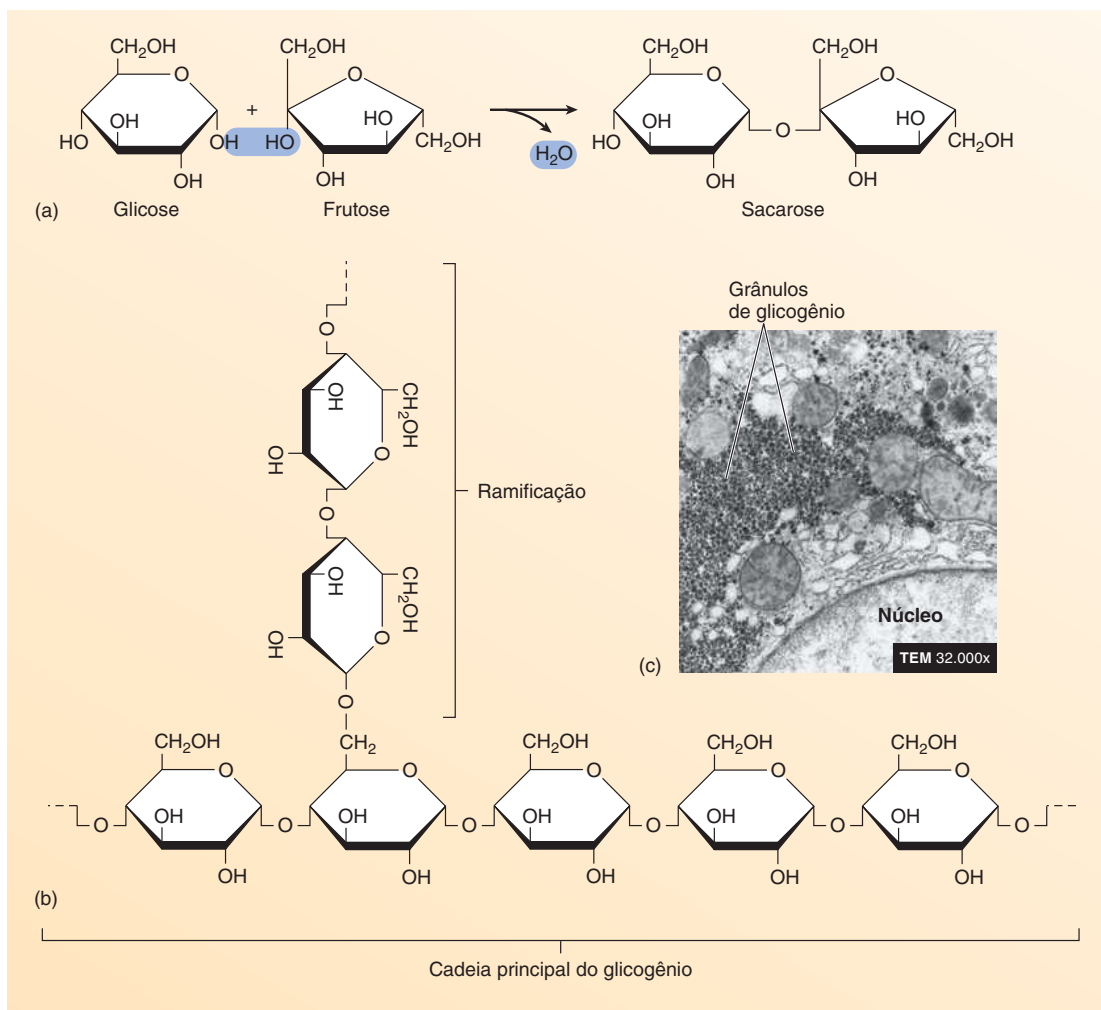 CH₂OH CH₂OH CH₂OH CH₂OH
O O O O
+
OH HO OH HO
HO OH HO CH₂OH H₂O HO O CH₂OH
OH OH OH OH
(a) Glicose Frutose Sacarose
O
OH CH₂OH
OH O
O
OH CH₂OH
OH O
O
Ramificação
Grânulos
de glicogênio
Núcleo
TEM 32.000x
(c)
CH₂OH CH₂ CH₂OH CH₂OH CH₂OH
O O O O O
OH OH OH OH OH
O O O O O O
OH OH OH OH OH
(b)
Cadeia principal do glicogênio